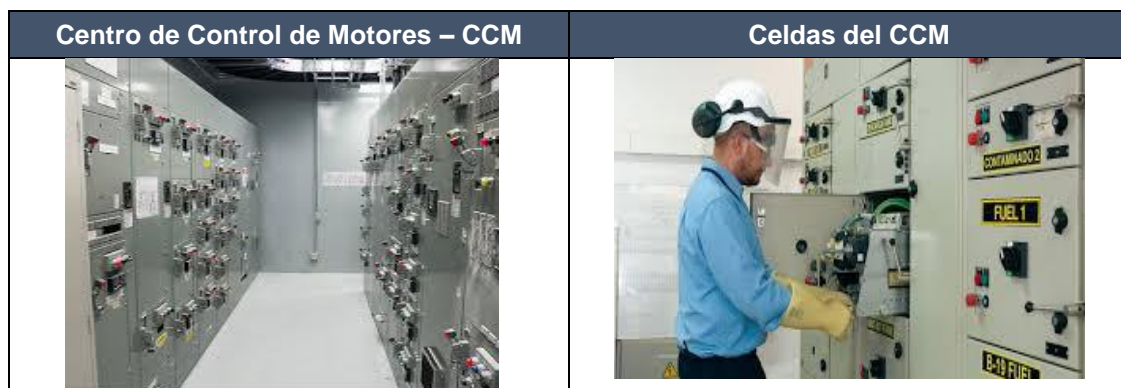 Centro de Control de Motores – CCM
Celdas del CCM
CONTAMINADO 2
FUEL 1
B-19 FUEL